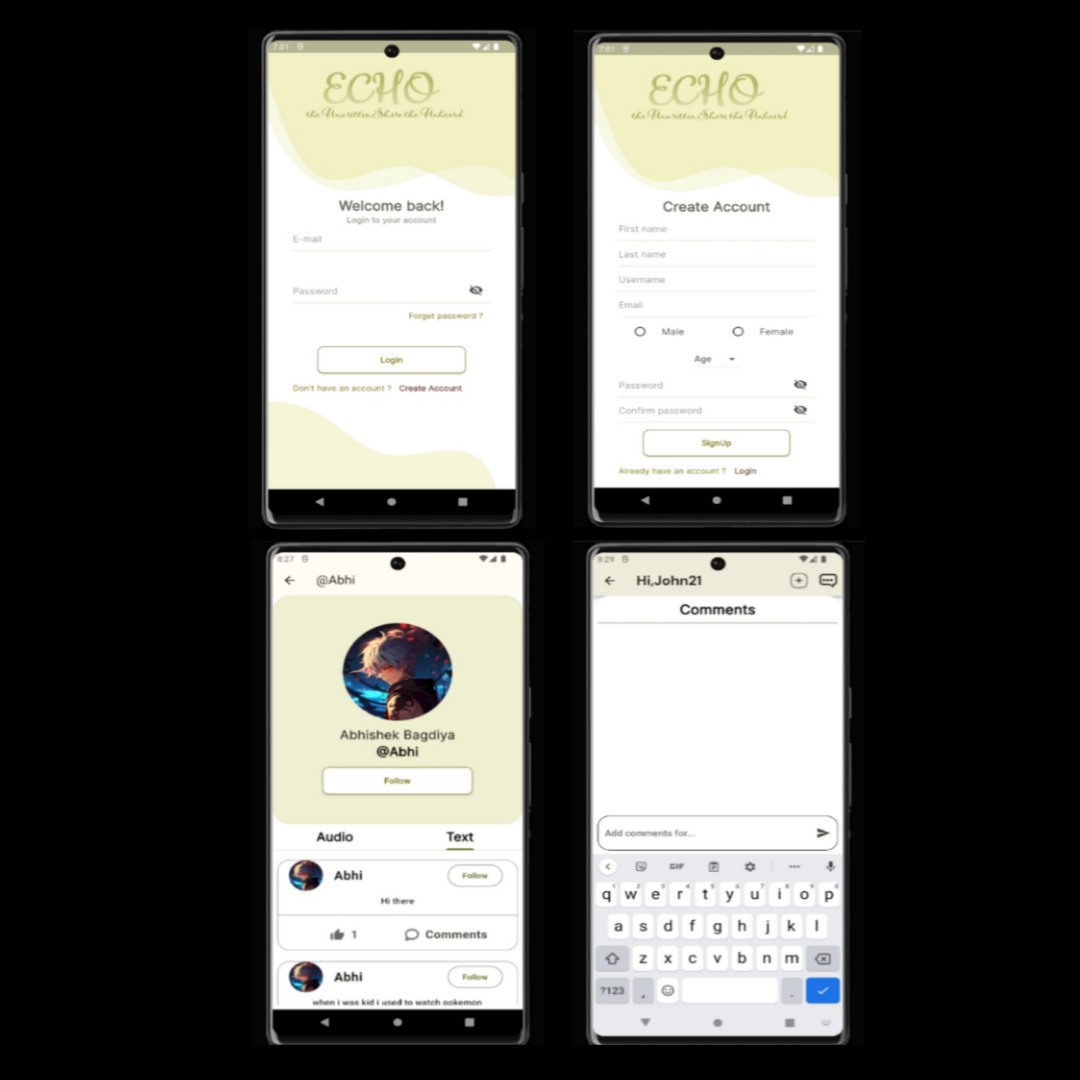 7:01
ECHO
the Unwritten, Share the Unheard
Welcome back!
Login to your account
E-mail
Password
Forget password ?
Login
Don't have an account ? Create Account
7:01
ECHO
the Unwritten, Share the Unheard
Create Account
First name
Last name
Username
Email
Male Female
Age
Password
Confirm password
SignUp
Already have an account ? Login
8:27
@Abhi
Abhishek Bagdiya
@Abhi
Follow
Audio Text
Abhi Follow
Hi there
1 Comments
Abhi Follow
when i was kid i used to watch pokemon
8:29
Hi,John21
Comments
Add comments for...
GIF
q w e r t y u i o p
a s d f g h j k l
z x c v b n m
?123 , .